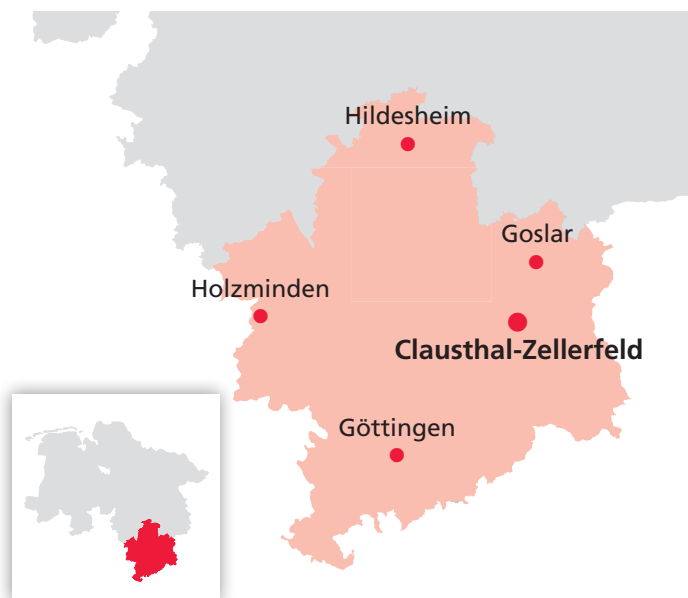 Hildesheim
Goslar
Holzminden
Clausthal-Zellerfeld
Göttingen